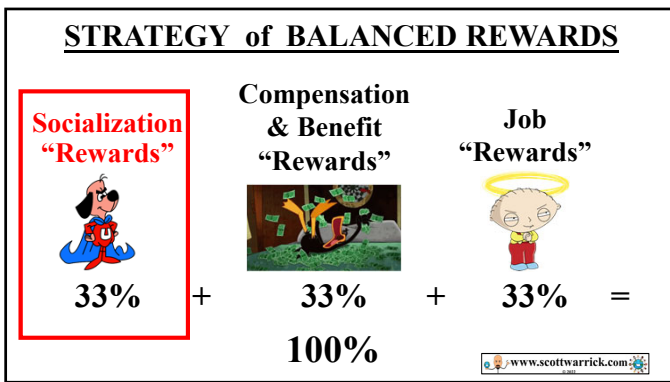 STRATEGY of BALANCED REWARDS
Socialization
“Rewards”
Compensation
& Benefit
“Rewards”
Job
“Rewards”
U
33% + 33% + 33% =
100%
www.scottwarrick.com